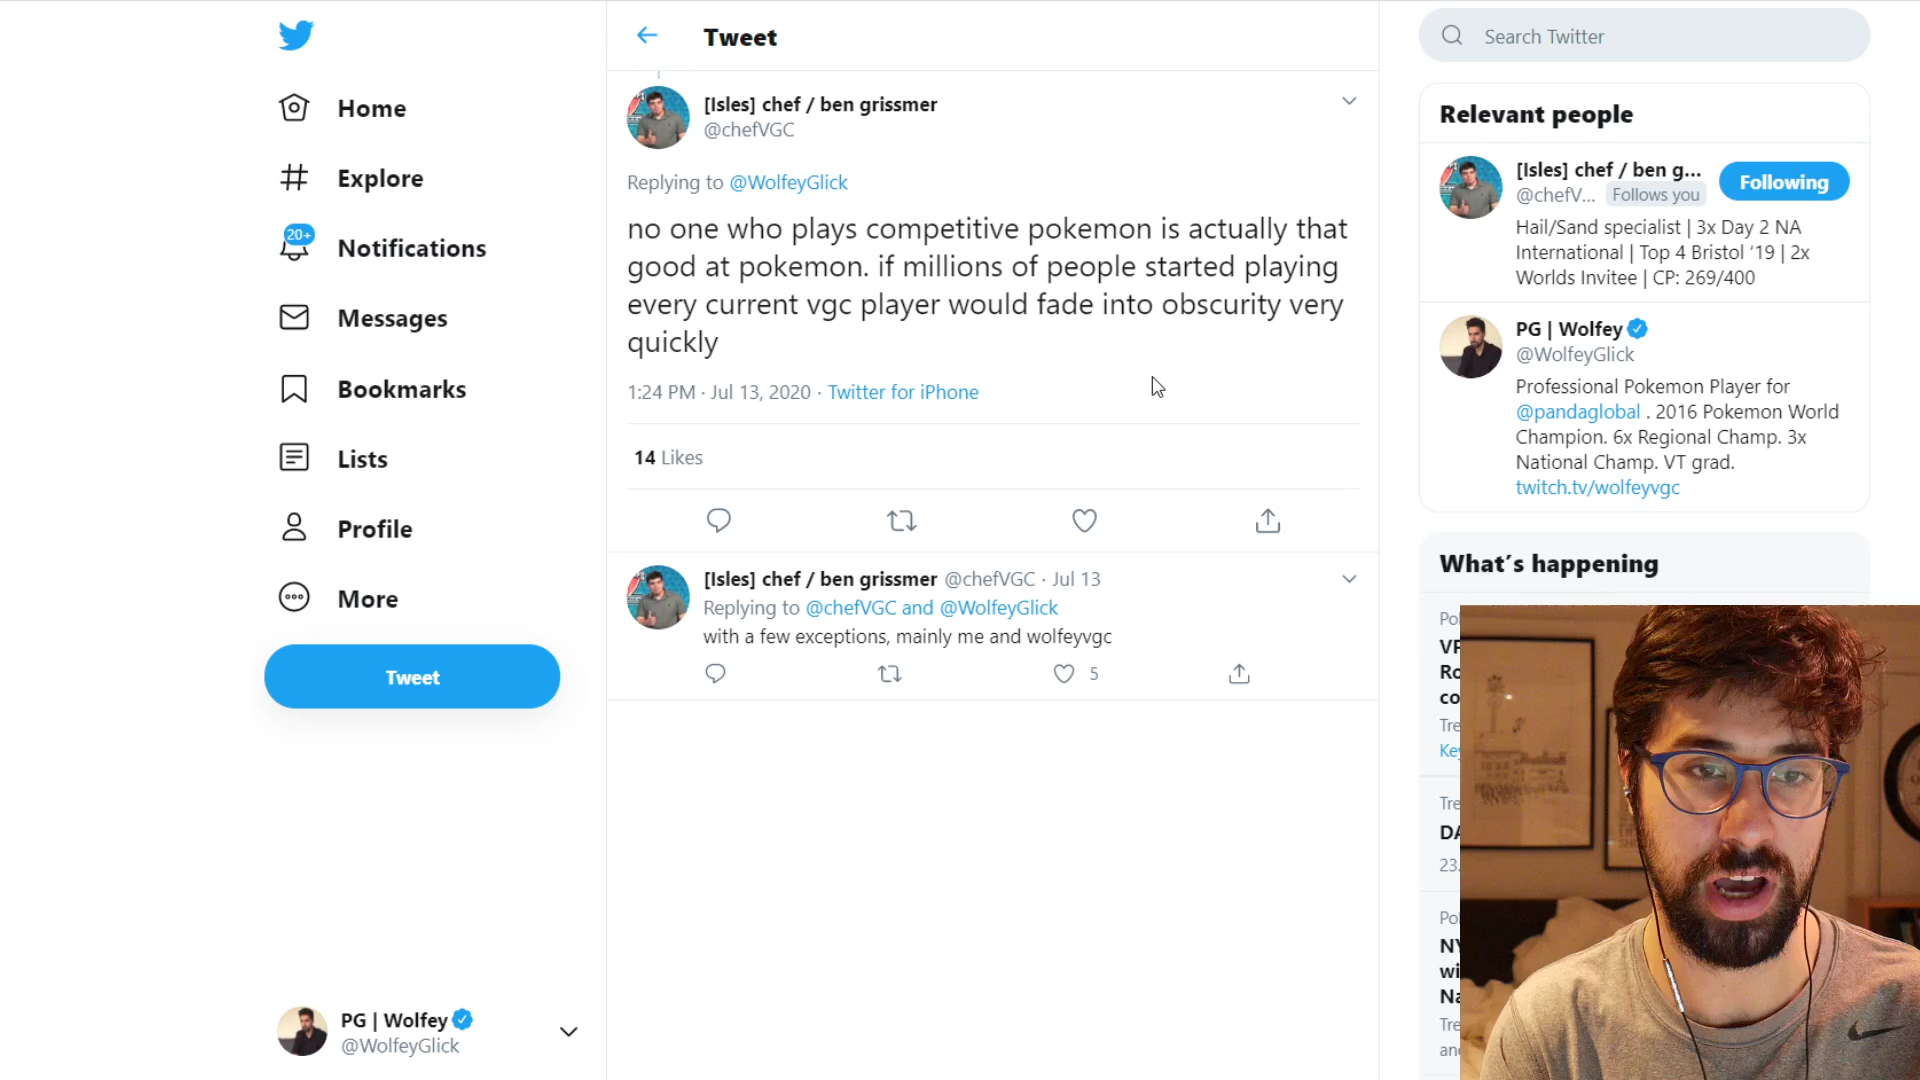 Home
Explore
20+
Notifications
Messages
Bookmarks
Lists
Profile
More
Tweet
PG | Wolfey
@WolfeyGlick
Tweet
[Isles] chef / ben grissmer
@chefVGC
Replying to @WolfeyGlick
no one who plays competitive pokemon is actually that
good at pokemon. if millions of people started playing
every current vgc player would fade into obscurity very
quickly
1:24 PM · Jul 13, 2020 · Twitter for iPhone
14 Likes
[Isles] chef / ben grissmer @chefVGC · Jul 13
Replying to @chefVGC and @WolfeyGlick
with a few exceptions, mainly me and wolfeyvgc
5
Search Twitter
Relevant people
[Isles] chef / ben g...
Following
@chefV... Follows you
Hail/Sand specialist | 3x Day 2 NA
International | Top 4 Bristol '19 | 2x
Worlds Invitee | CP: 269/400
PG | Wolfey
@WolfeyGlick
Professional Pokemon Player for
@pandaglobal . 2016 Pokemon World
Champion. 6x Regional Champ. 3x
National Champ. VT grad.
twitch.tv/wolfeyvgc
What's happening